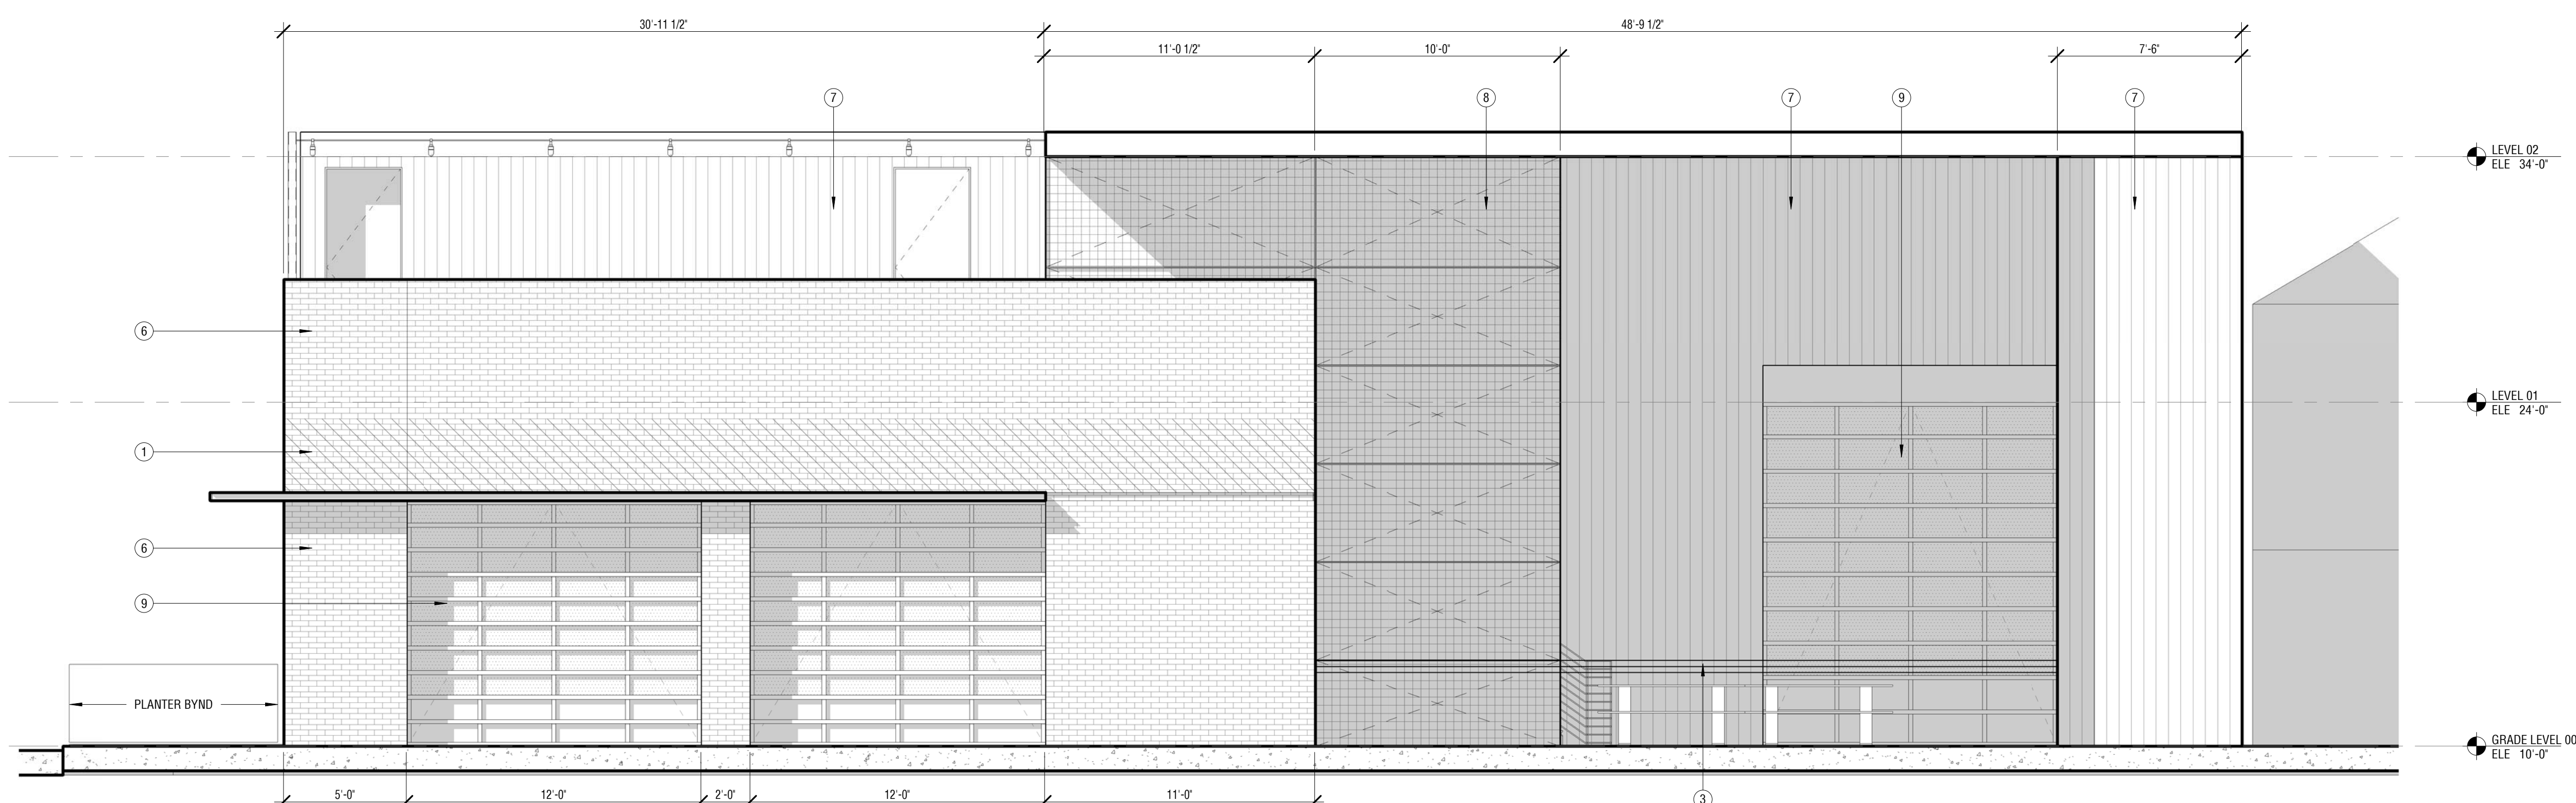 30'-11 1/2"
48'-9 1/2"
11'-0 1/2"
10'-0"
7'-6"
7
8
7
9
7
LEVEL 02
ELE 34'-0"
6
LEVEL 01
ELE 24'-0"
1
6
9
PLANTER BYND
GRADE LEVEL 00
ELE 10'-0"
5'-0"
12'-0"
2'-0"
12'-0"
11'-0"
3